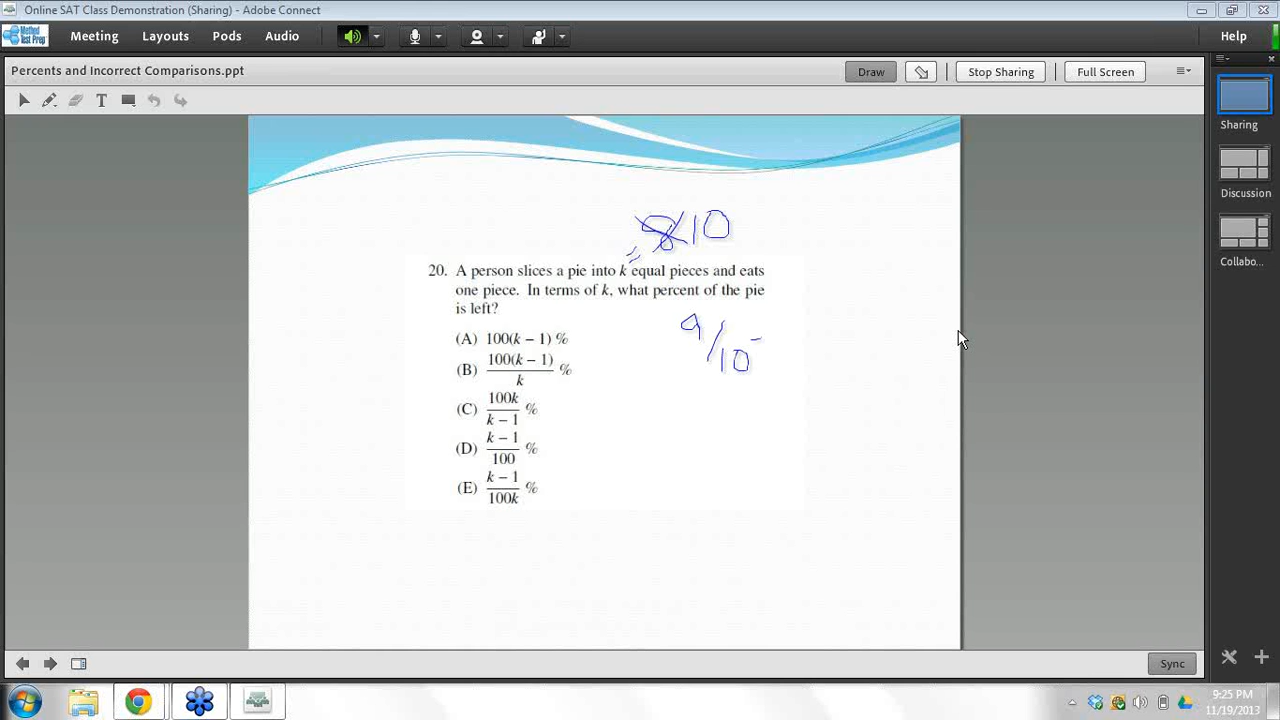 Online SAT Class Demonstration (Sharing) - Adobe Connect
Method Test Prep
Meeting Layouts Pods Audio Help
Percents and Incorrect Comparisons.ppt Draw Stop Sharing Full Screen
T
Sharing
Discussion
Collabo...
= 8 10
20. A person slices a pie into k equal pieces and eats
one piece. In terms of k, what percent of the pie
is left?
9/10
(A) 100(k – 1) %
(B) 100(k – 1)/k %
(C) 100k/k – 1 %
(D) k – 1/100 %
(E) k – 1/100k %
Sync
9:25 PM
11/19/2013